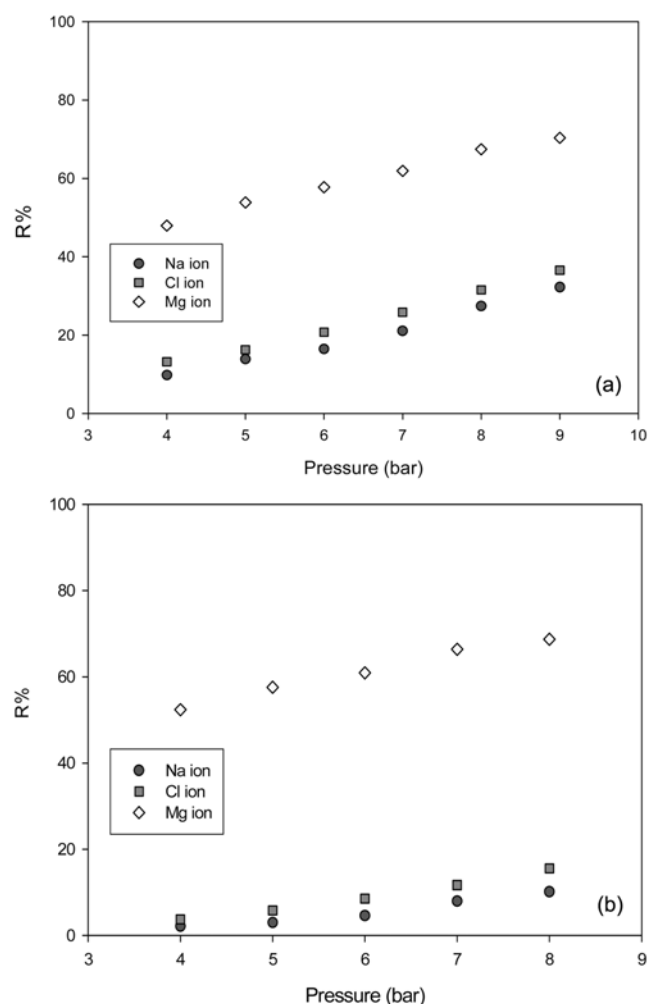 100
80
60
40
20
0
R%
Na ion
Cl ion
Mg ion
(a)
3 4 5 6 7 8 9 10
Pressure (bar)
100
80
60
40
20
0
R%
Na ion
Cl ion
Mg ion
(b)
3 4 5 6 7 8 9
Pressure (bar)